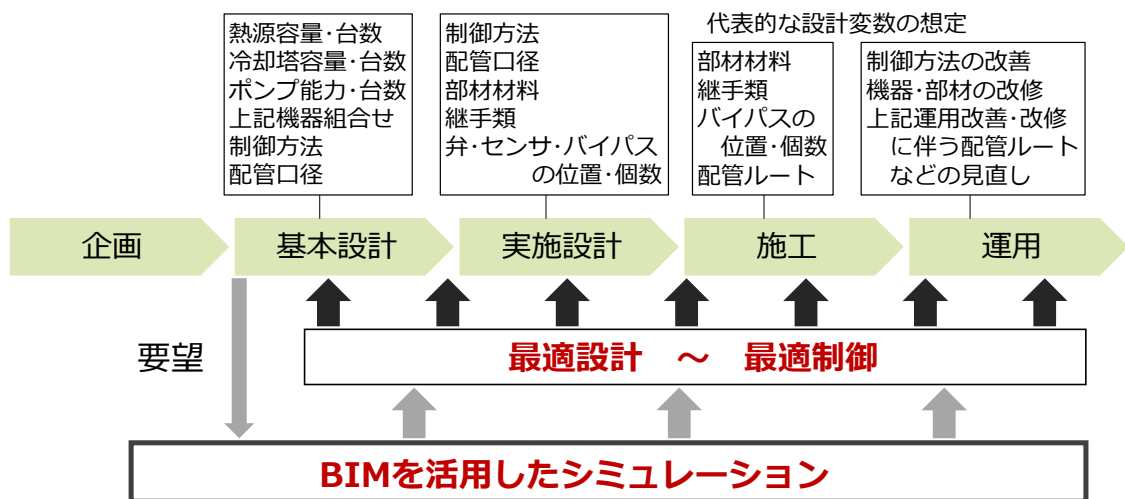 代表的な設計変数の想定
熱源容量･台数
冷却塔容量･台数
ポンプ能力･台数
上記機器組合せ
制御方法
配管口径
制御方法
配管口径
部材材料
継手類
弁･センサ･バイパス
の位置･個数
部材材料
継手類
バイパスの
位置･個数
配管ルート
制御方法の改善
機器･部材の改修
上記運用改善･改修
に伴う配管ルート
などの見直し
企画
基本設計
実施設計
施工
運用
要望
最適設計 ～ 最適制御
BIMを活用したシミュレーション